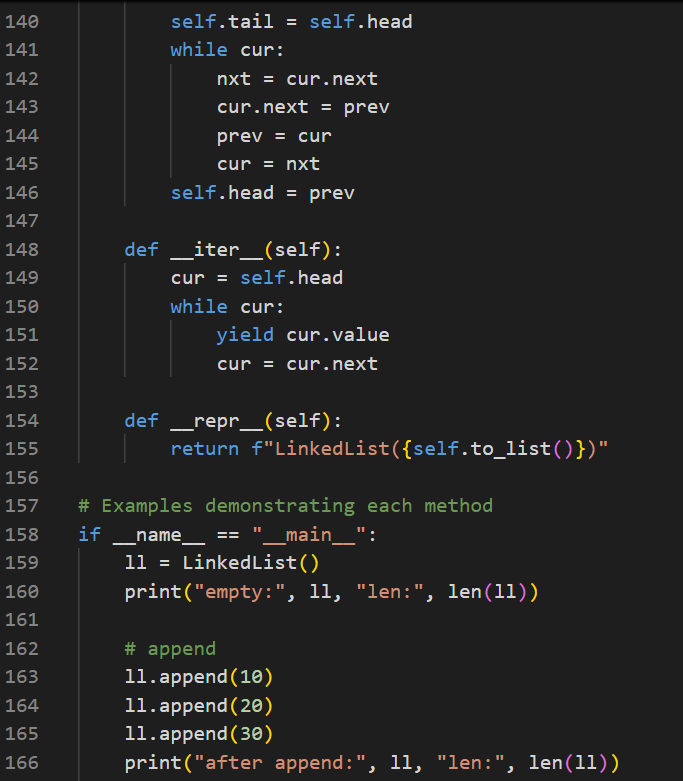 140 self.tail = self.head
141 while cur:
142 nxt = cur.next
143 cur.next = prev
144 prev = cur
145 cur = nxt
146 self.head = prev
147
148 def __iter__(self):
149 cur = self.head
150 while cur:
151 yield cur.value
152 cur = cur.next
153
154 def __repr__(self):
155 return f"LinkedList({self.to_list()})"
156
157 # Examples demonstrating each method
158 if __name__ == "__main__":
159 ll = LinkedList()
160 print("empty:", ll, "len:", len(ll))
161
162 # append
163 ll.append(10)
164 ll.append(20)
165 ll.append(30)
166 print("after append:", ll, "len:", len(ll))